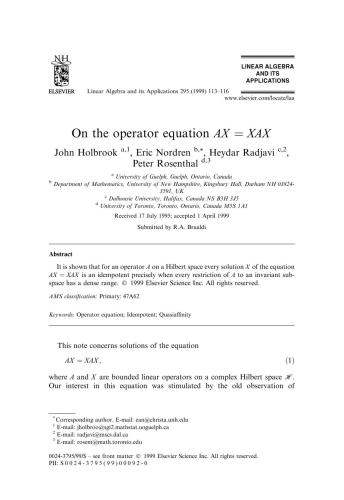 NH
ELSEVIER
Linear Algebra and its Applications 295 (1999) 113–116
LINEAR ALGEBRA
AND ITS
APPLICATIONS
www.elsevier.com/locate/laa
On the operator equation AX = XAX
John Holbrook a,1, Eric Nordren b,*, Heydar Radjavi c,2,
Peter Rosenthal d,3
a University of Guelph, Guelph, Ontario, Canada
b Department of Mathematics, University of New Hampshire, Kingsbury Hall, Durham NH 03824-
3591, UK
c Dalhousie University, Halifax, Canada NS B3H 3J5
d University of Toronto, Toronto, Ontario, Canada M5S 1A1
Received 17 July 1995; accepted 1 April 1999
Submitted by R.A. Brualdi
Abstract
It is shown that for an operator A on a Hilbert space every solution X of the equation
AX = XAX is an idempotent precisely when every restriction of A to an invariant sub-
space has a dense range. © 1999 Elsevier Science Inc. All rights reserved.
AMS classification: Primary: 47A62
Keywords: Operator equation; Idempotent; Quasiaffinity
This note concerns solutions of the equation
AX = XAX, (1)
where A and X are bounded linear operators on a complex Hilbert space ℋ.
Our interest in this equation was stimulated by the old observation of
* Corresponding author. E-mail: ean@christa.unh.edu
1 E-mail: jholbroo@sgi2.mathstat.uoguelph.ca
2 E-mail: radjavi@mscs.dal.ca
3 E-mail: rosent@math.toronto.edu
0024-3795/99/$ – see front matter © 1999 Elsevier Science Inc. All rights reserved.
PII: S0024-3795(99)00092-0